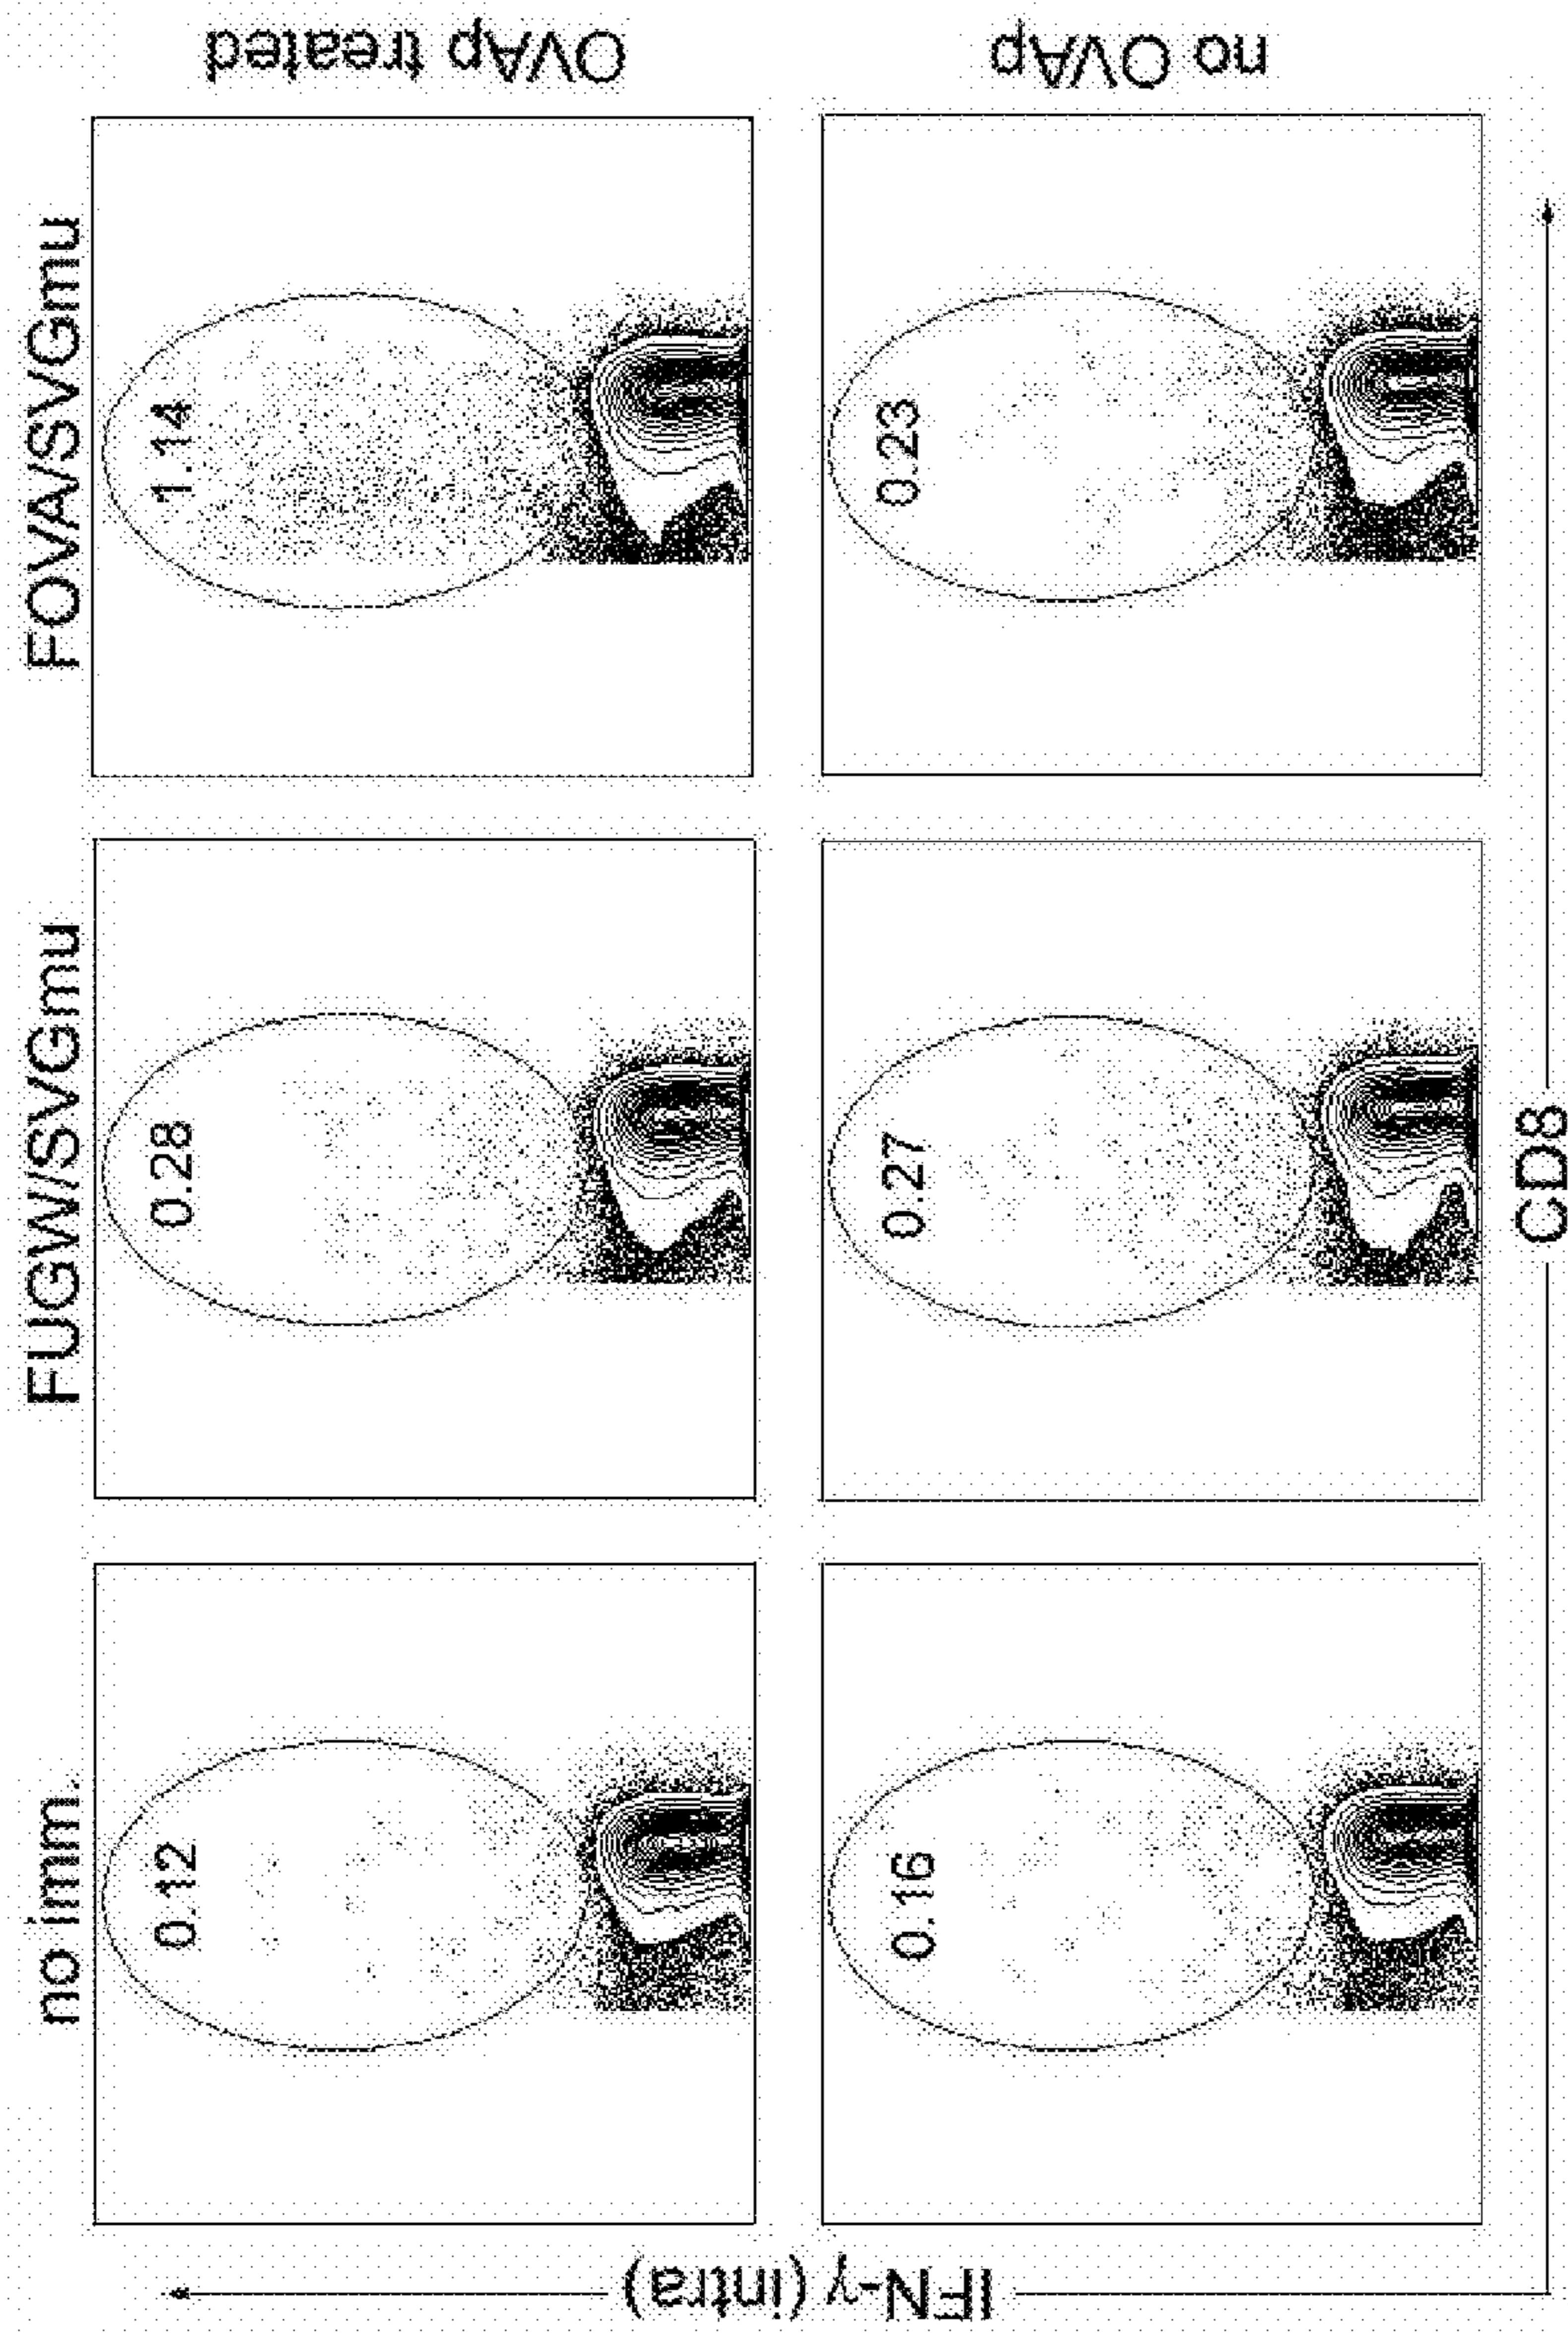 no imm.
FUGW/SVGmu
FOVA/SVGmu
0.12
0.28
1.14
OVAp treated
0.16
0.27
0.23
no OVAp
IFN-γ (intra)
CD8